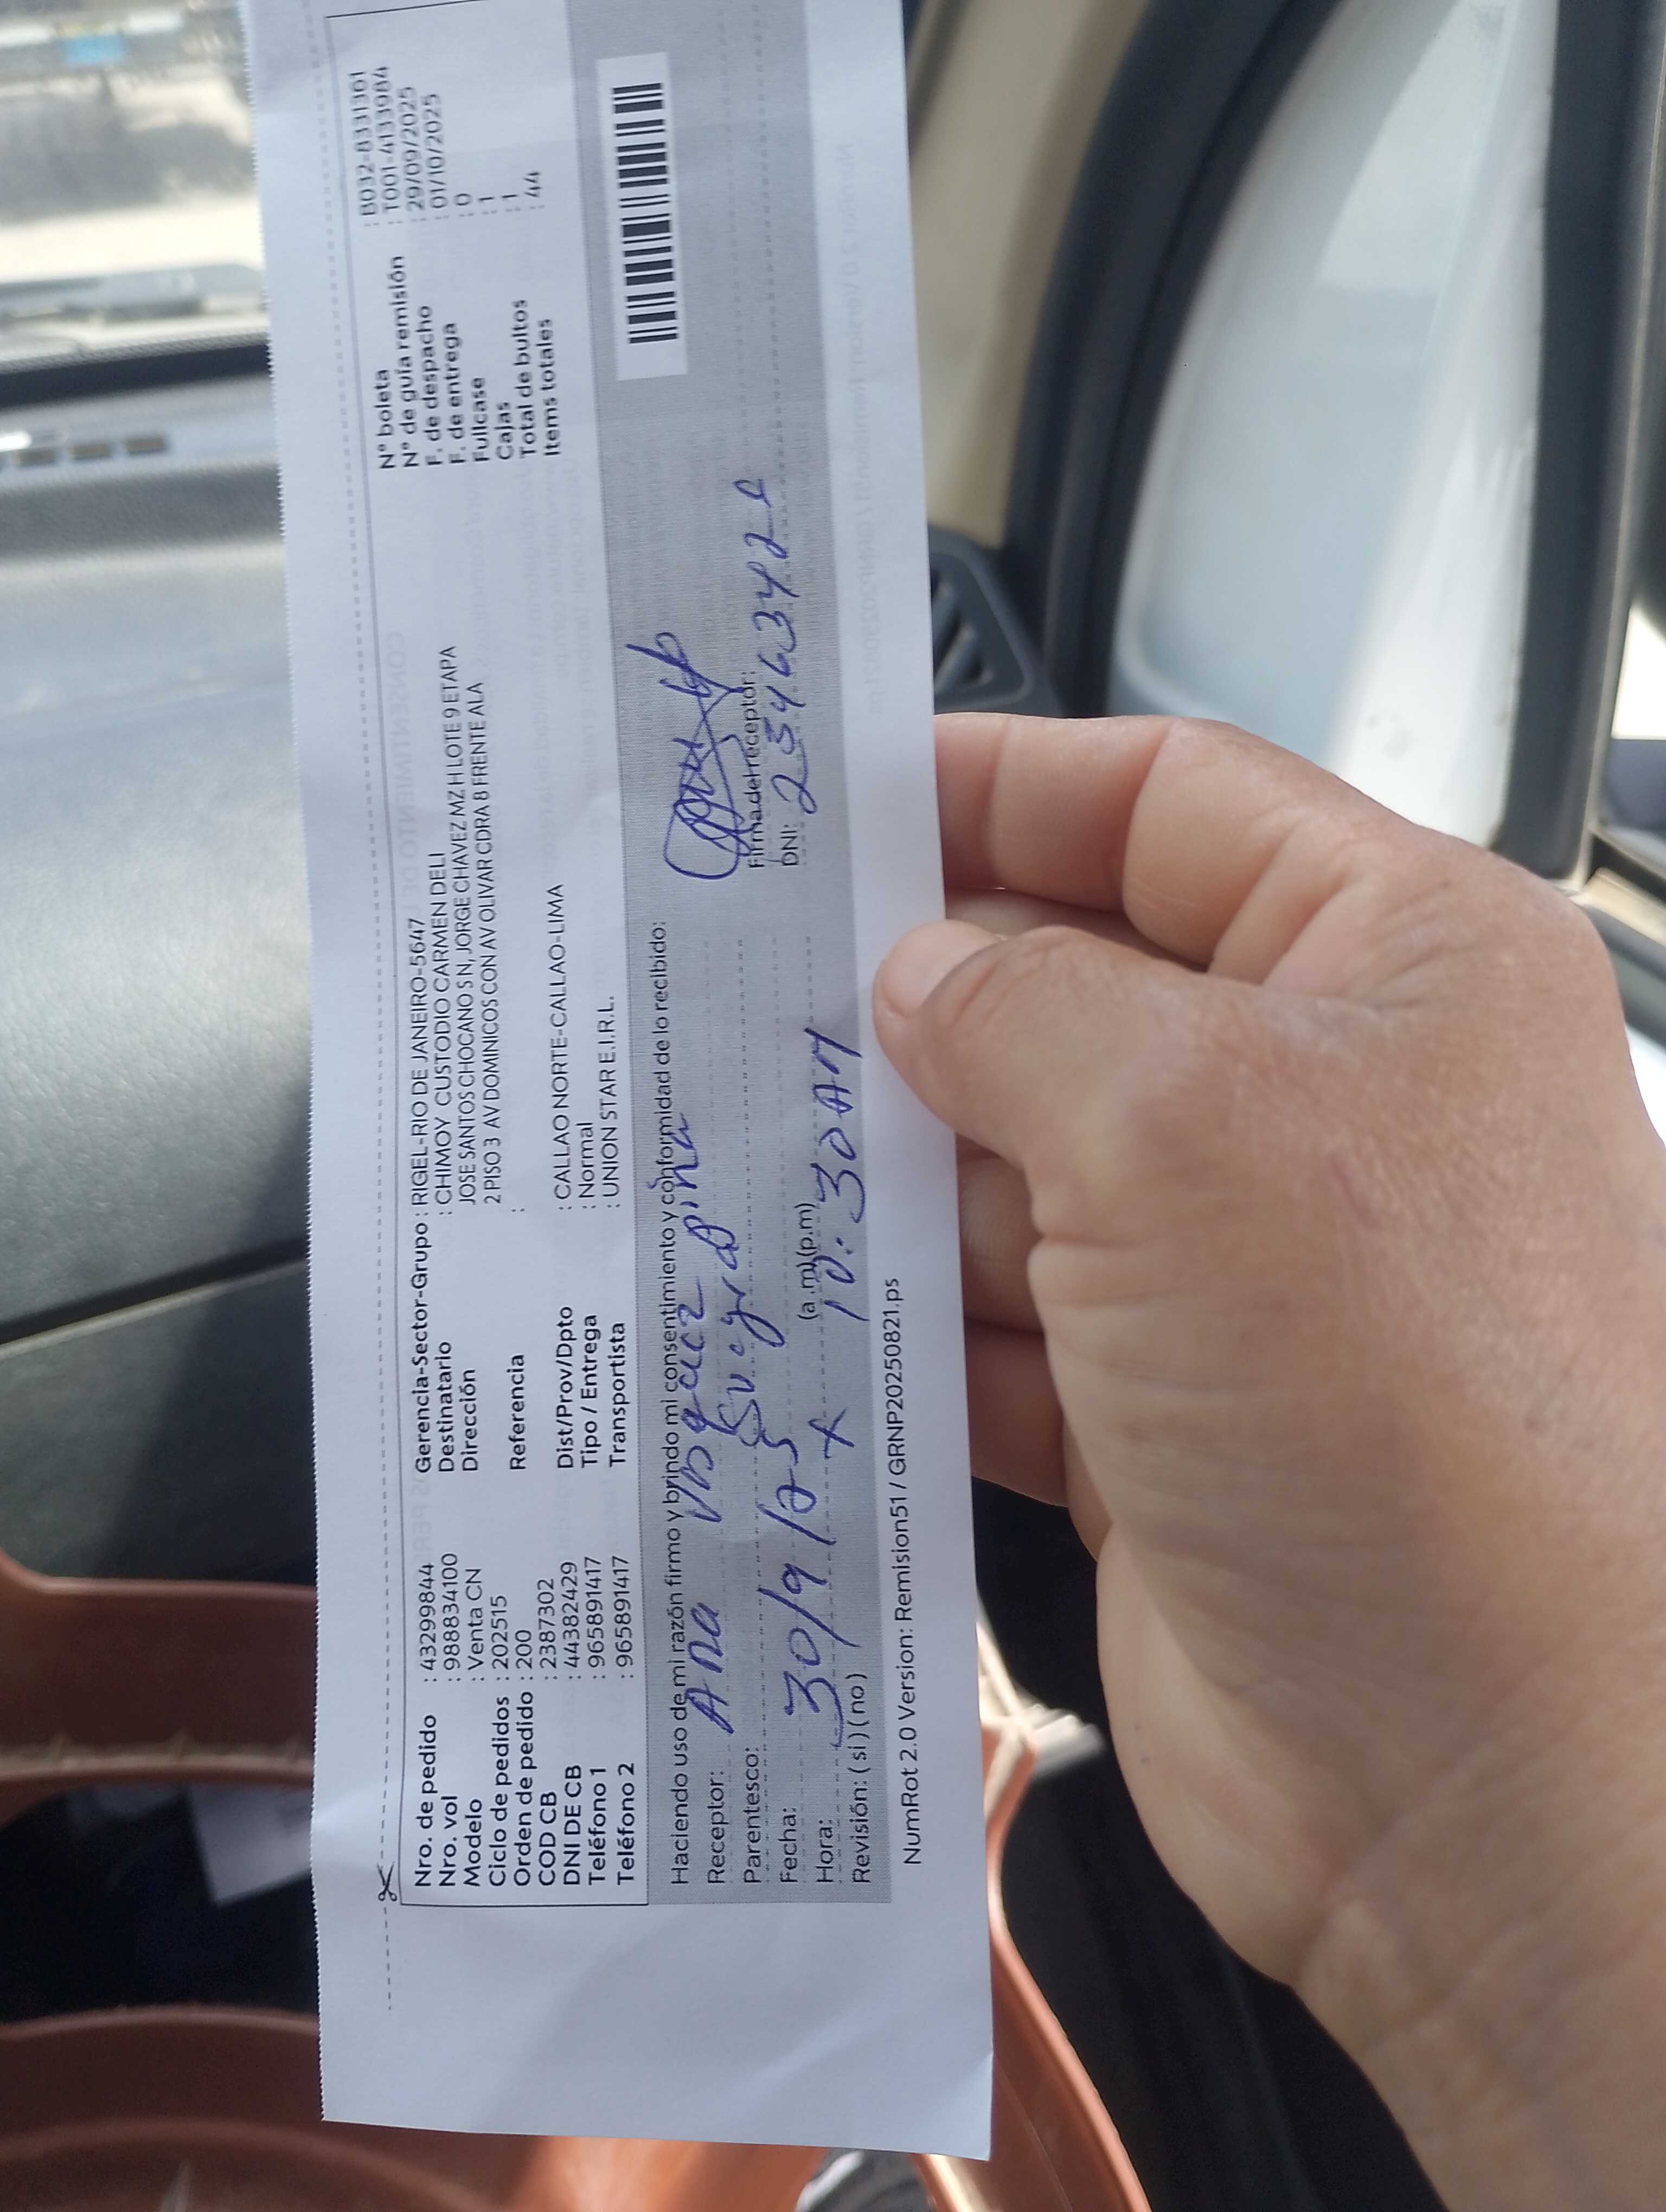 Nro. de pedido : 43299844
Nro. vol : 988834100
Modelo : Venta CN
Ciclo de pedidos : 202515
Orden de pedido : 200
COD CB : 2387302
DNI DE CB : 44382429
Teléfono 1 : 965891417
Teléfono 2 : 965891417
Gerencia-Sector-Grupo : RIGEL-RIO DE JANEIRO-5647
Destinatario : CHIMOY CUSTODIO CARMEN DELI
Dirección JOSE SANTOS CHOCANO S N, JORGE CHAVEZ MZ H LOTE 9 ETAPA
2 PISO 3 AV DOMINICOS CON AV OLIVAR CDRA 8 FRENTE ALA
Referencia :
Dist/Prov/Dpto : CALLAO NORTE-CALLAO-LIMA
Tipo / Entrega : Normal
Transportista : UNION STAR E.I.R.L.
N° boleta : B032-8331361
N° de guía remisión : T001-4133984
F. de despacho : 29/09/2025
F. de entrega : 01/10/2025
Fullcase : 0
Cajas : 1
Total de bultos : 1
Items totales : 44
Haciendo uso de mi razón firmo y brindo mi consentimiento y conformidad de lo recibido:
Receptor: Ana
Parentesco:
Fecha: 30/9/25
Hora: (a.m)(p.m) 10:30 AM
Revisión: ( si ) ( no )
Firma del receptor:
DNI:
NumRot 2.0 Version: Remision51 / GRNP20250821.ps